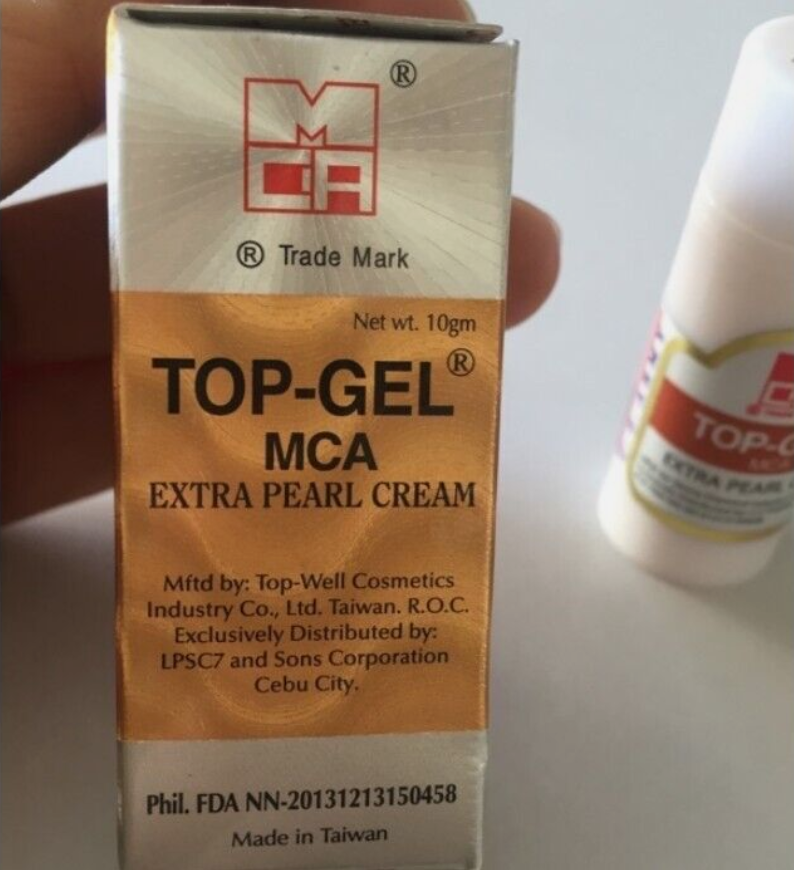 ®
MCA
® Trade Mark
Net wt. 10gm
TOP-GEL®
MCA
EXTRA PEARL CREAM
Mftd by: Top-Well Cosmetics
Industry Co., Ltd. Taiwan. R.O.C.
Exclusively Distributed by:
LPSC7 and Sons Corporation
Cebu City.
Phil. FDA NN-20131213150458
Made in Taiwan
TOP-G
MCA
EXTRA PEARL